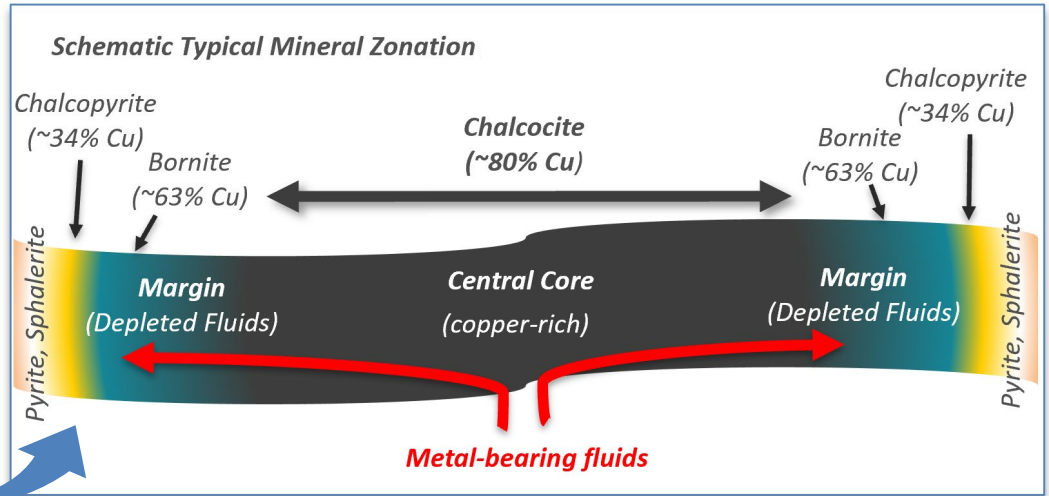 Schematic Typical Mineral Zonation
Chalcopyrite
(~34% Cu)
Bornite
(~63% Cu)
Chalcocite
(~80% Cu)
Chalcopyrite
(~34% Cu)
Bornite
(~63% Cu)
Pyrite, Sphalerite
Margin
(Depleted Fluids)
Central Core
(copper-rich)
Margin
(Depleted Fluids)
Pyrite, Sphalerite
Metal-bearing fluids